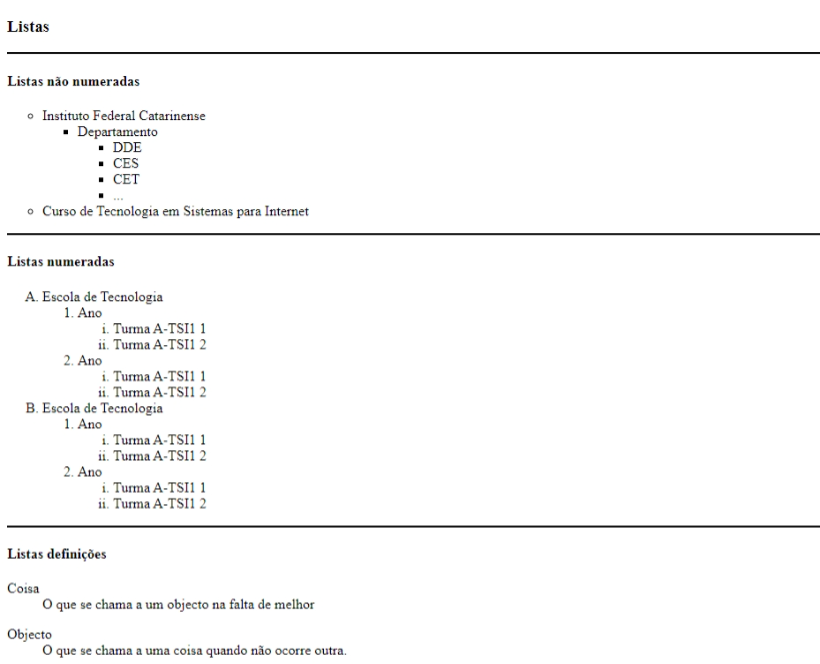 Listas
Listas não numeradas
Instituto Federal Catarinense
Departamento
DDE
CES
CET
...
Curso de Tecnologia em Sistemas para Internet
Listas numeradas
A. Escola de Tecnologia
1. Ano
i. Turma A-TSI1 1
ii. Turma A-TSI1 2
2. Ano
i. Turma A-TSI1 1
ii. Turma A-TSI1 2
B. Escola de Tecnologia
1. Ano
i. Turma A-TSI1 1
ii. Turma A-TSI1 2
2. Ano
i. Turma A-TSI1 1
ii. Turma A-TSI1 2
Listas definições
Coisa
O que se chama a um objecto na falta de melhor
Objecto
O que se chama a uma coisa quando não ocorre outra.